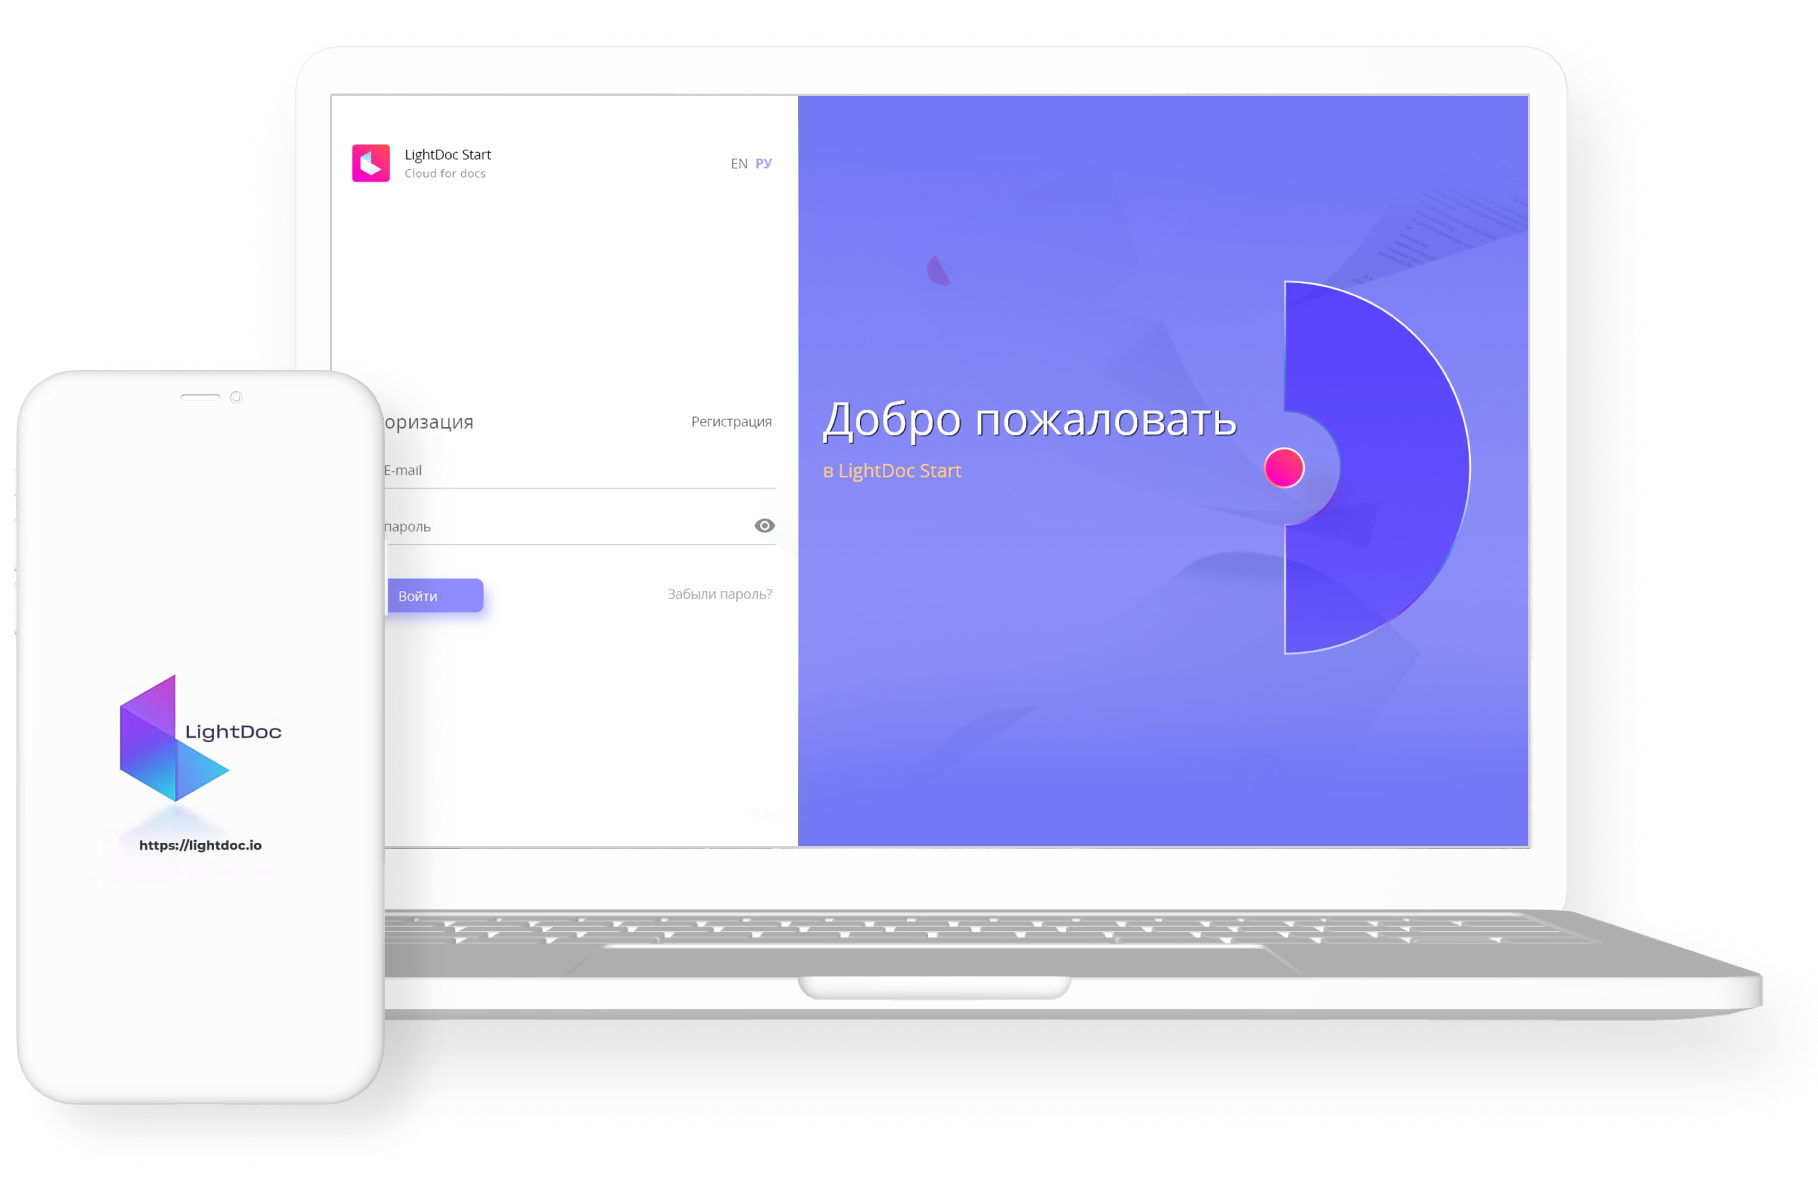 LightDoc Start
Cloud for docs
EN РУ
оризация
Регистрация
E-mail
пароль
Войти
Забыли пароль?
Добро пожаловать
в LightDoc Start
LightDoc
https://lightdoc.io